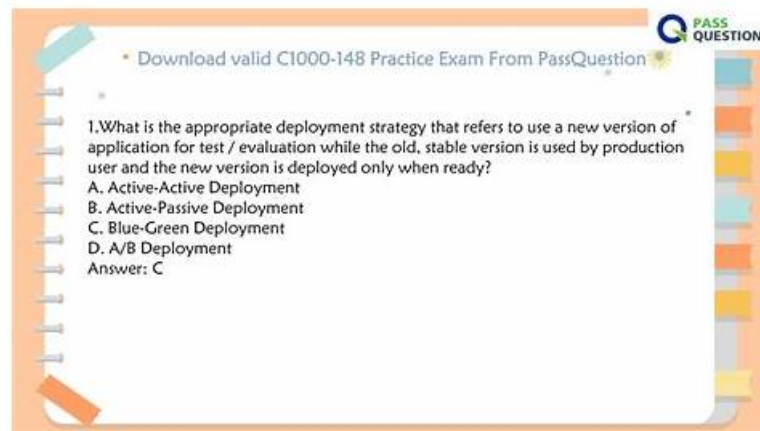 PASS
QUESTION
Download valid C1000-148 Practice Exam From PassQuestion
1.What is the appropriate deployment strategy that refers to use a new version of
application for test / evaluation while the old, stable version is used by production
user and the new version is deployed only when ready?
A. Active-Active Deployment
B. Active-Passive Deployment
C. Blue-Green Deployment
D. A/B Deployment
Answer: C